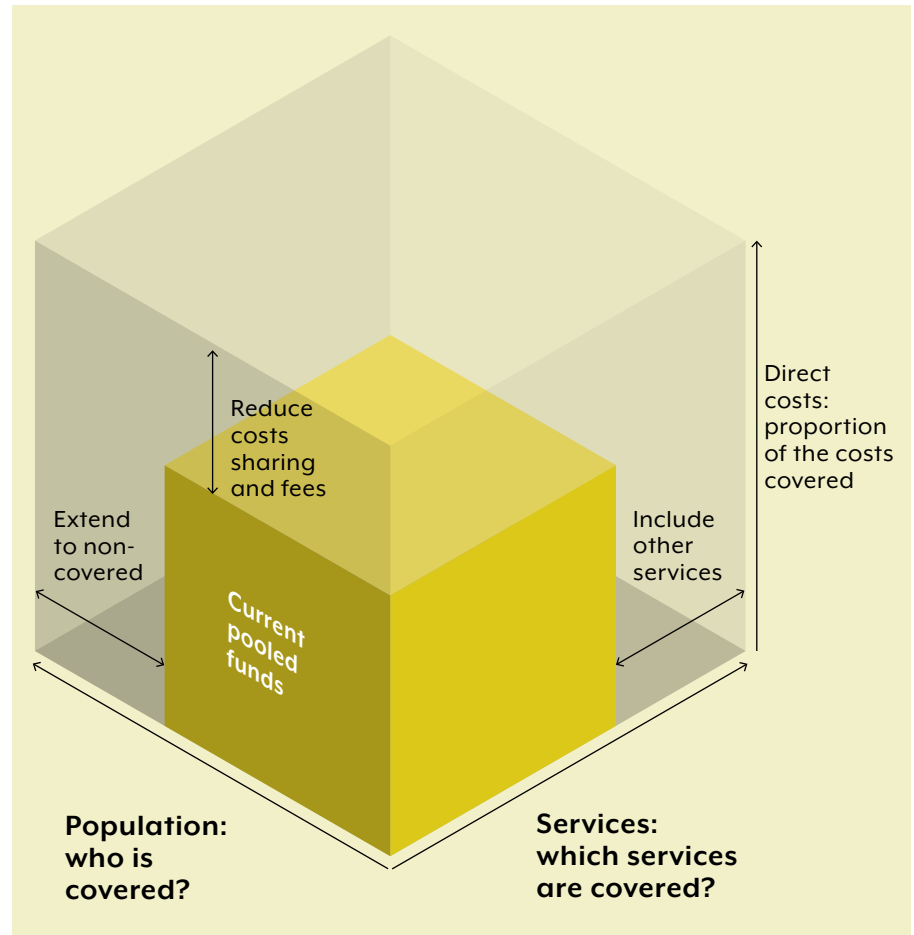 Direct
costs:
proportion
of the costs
covered
Reduce
costs
sharing
and fees
Extend
to non-
covered
Include
other
services
Current
pooled
funds
Population:
who is
covered?
Services:
which services
are covered?